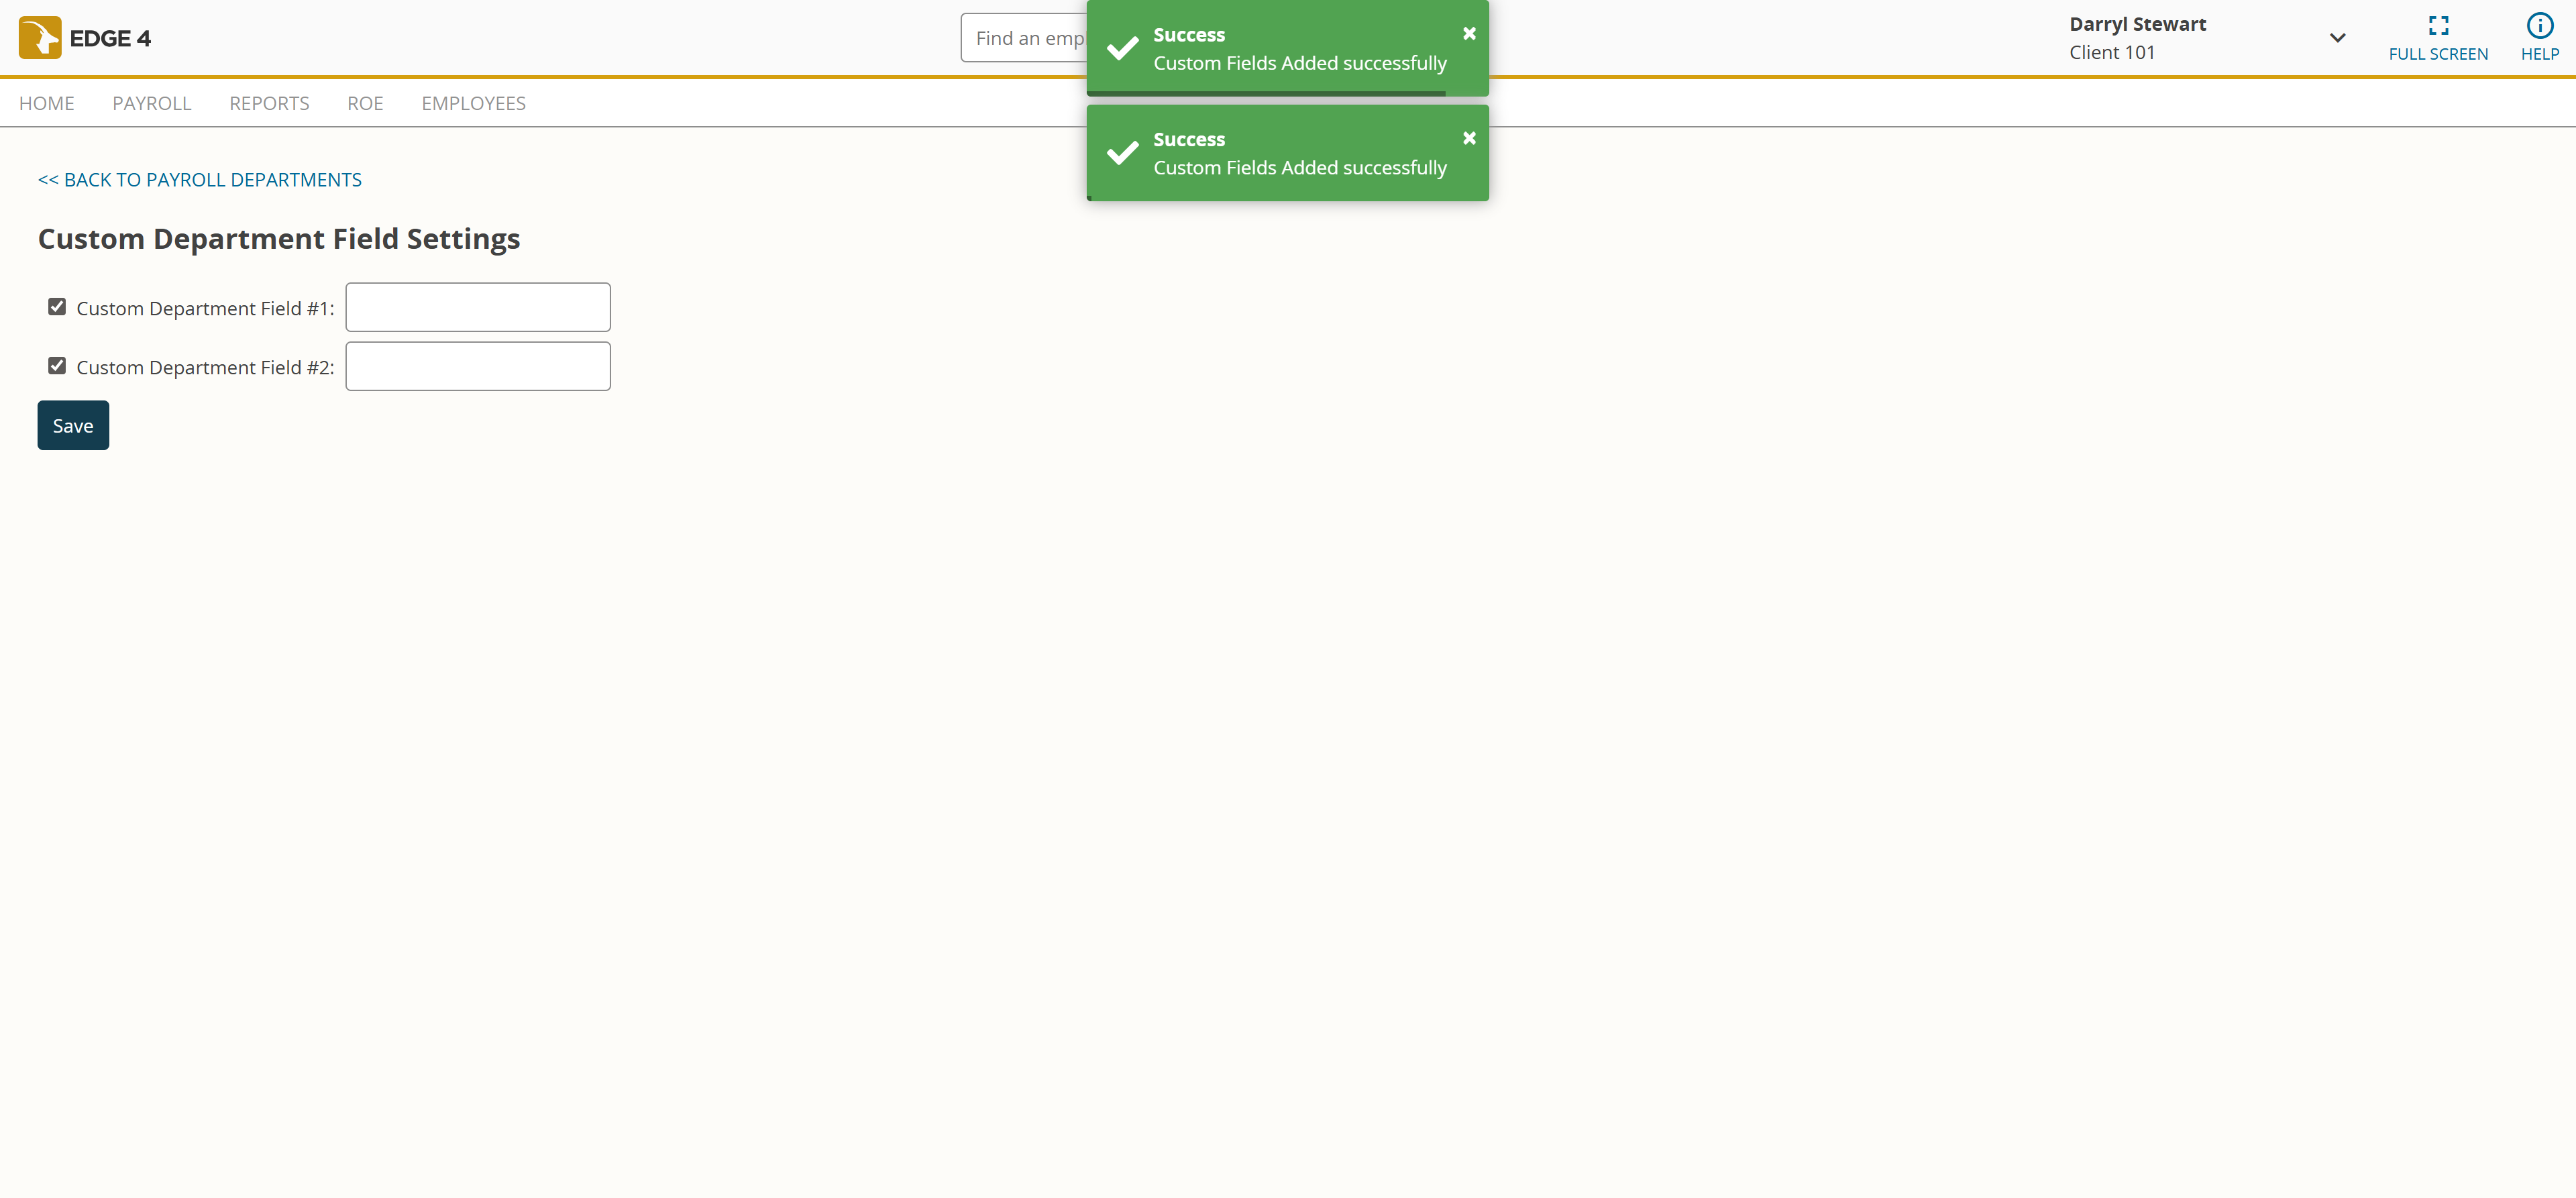 EDGE 4
Find an emp
Success
Custom Fields Added successfully
Darryl Stewart
Client 101
FULL SCREEN
HELP
HOME
PAYROLL
REPORTS
ROE
EMPLOYEES
Success
Custom Fields Added successfully
<< BACK TO PAYROLL DEPARTMENTS
Custom Department Field Settings
Custom Department Field #1:
Custom Department Field #2:
Save